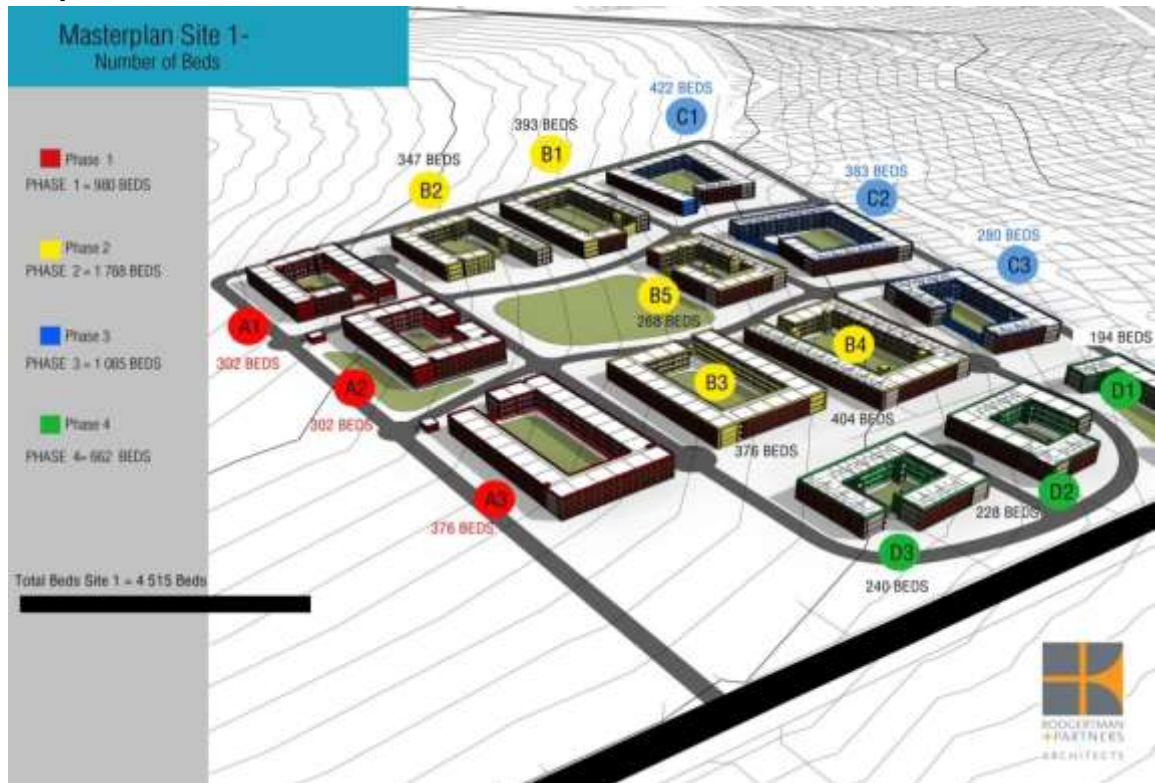 Masterplan Site 1-
Number of Beds
Phase 1
PHASE 1 = 980 BEDS
Phase 2
PHASE 2 = 1 788 BEDS
Phase 3
PHASE 3 = 1 085 BEDS
Phase 4
PHASE 4= 662 BEDS
Total Beds Site 1 = 4 515 Beds
422 BEDS
C1
393 BEDS
B1
347 BEDS
B2
383 BEDS
C2
280 BEDS
C3
B5
268 BEDS
A1
302 BEDS
A2
302 BEDS
A3
376 BEDS
B4
404 BEDS
B3
376 BEDS
194 BEDS
D1
D2
228 BEDS
D3
240 BEDS
BOOGERTMAN
+PARTNERS
ARCHITECTS